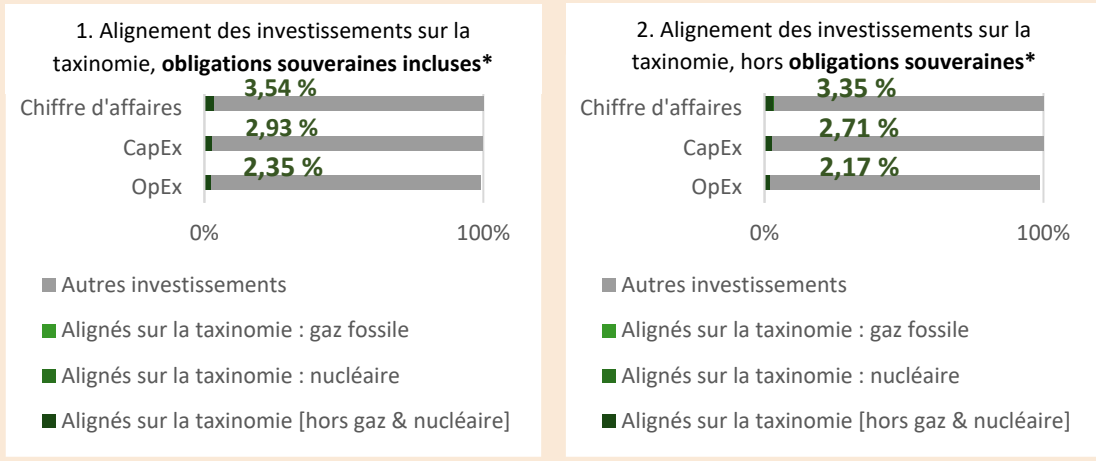 1. Alignement des investissements sur la
taxinomie, obligations souveraines incluses*
Chiffre d'affaires
3,54 %
CapEx
2,93 %
OpEx
2,35 %
0%
100%
Autres investissements
Alignés sur la taxinomie : gaz fossile
Alignés sur la taxinomie : nucléaire
Alignés sur la taxinomie [hors gaz & nucléaire]
2. Alignement des investissements sur la
taxinomie, hors obligations souveraines*
Chiffre d'affaires
3,35 %
CapEx
2,71 %
OpEx
2,17 %
0%
100%
Autres investissements
Alignés sur la taxinomie : gaz fossile
Alignés sur la taxinomie : nucléaire
Alignés sur la taxinomie [hors gaz & nucléaire]